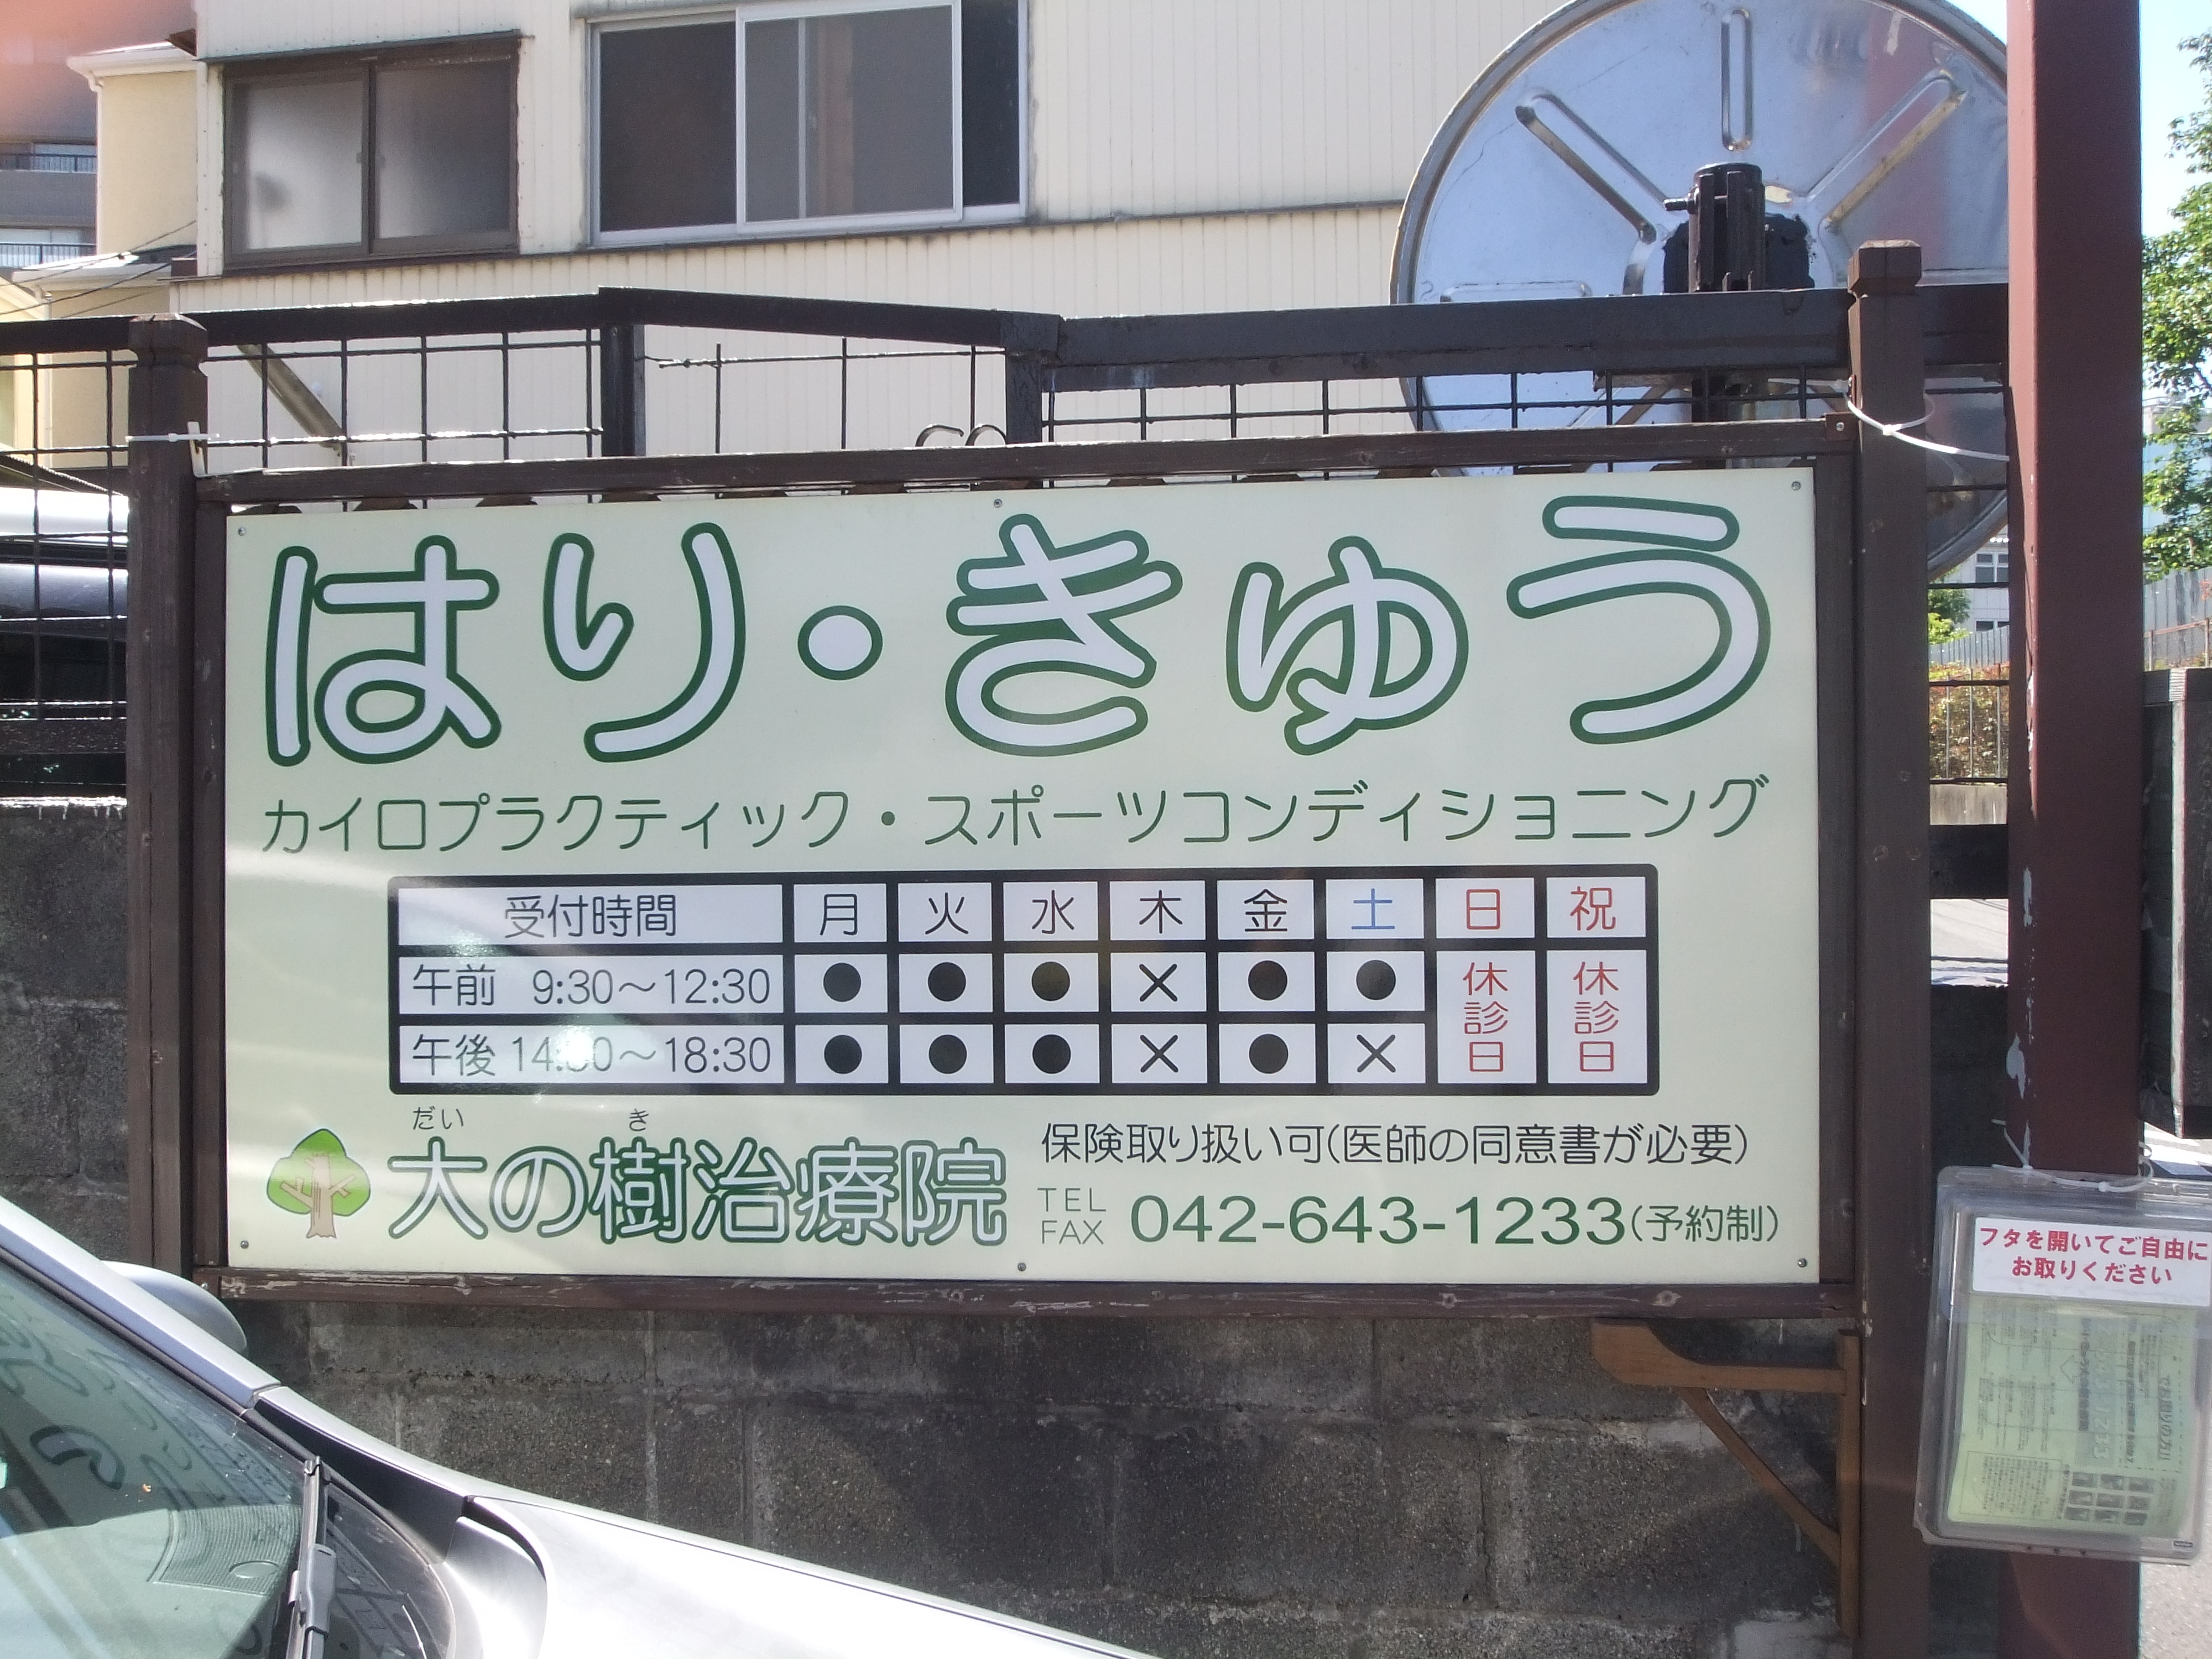 はり・きゅう
カイロプラクティック・スポーツコンディショニング
受付時間 月 火 水 木 金 土 日 祝
午前 9:30～12:30 ● ● ● × ● ● 休診日 休診日
午後 ～18:30 ● ● ● × ● ×
だい き
大の樹治療院
保険取り扱い可(医師の同意書が必要)
TEL
FAX 042-643-1233(予約制)
フタを開いてご自由に
お取りください